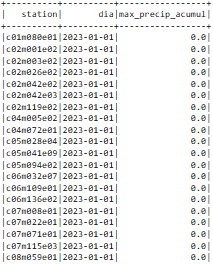 +----------+----------+-----------------+
|   station|       dia|max_precip_acumul|
+----------+----------+-----------------+
|c01m080e01|2023-01-01|              0.0|
|c02m001e02|2023-01-01|              0.0|
|c02m003e02|2023-01-01|              0.0|
|c02m026e02|2023-01-01|              0.0|
|c02m042e02|2023-01-01|              0.0|
|c02m042e03|2023-01-01|              0.0|
|c02m119e02|2023-01-01|              0.0|
|c04m005e02|2023-01-01|              0.0|
|c04m072e01|2023-01-01|              0.0|
|c05m028e04|2023-01-01|              0.0|
|c05m041e09|2023-01-01|              0.0|
|c05m094e02|2023-01-01|              0.0|
|c06m032e07|2023-01-01|              0.0|
|c06m109e01|2023-01-01|              0.0|
|c06m136e02|2023-01-01|              0.0|
|c07m008e01|2023-01-01|              0.0|
|c07m022e01|2023-01-01|              0.0|
|c07m071e01|2023-01-01|              0.0|
|c07m115e03|2023-01-01|              0.0|
|c08m059e01|2023-01-01|              0.0|